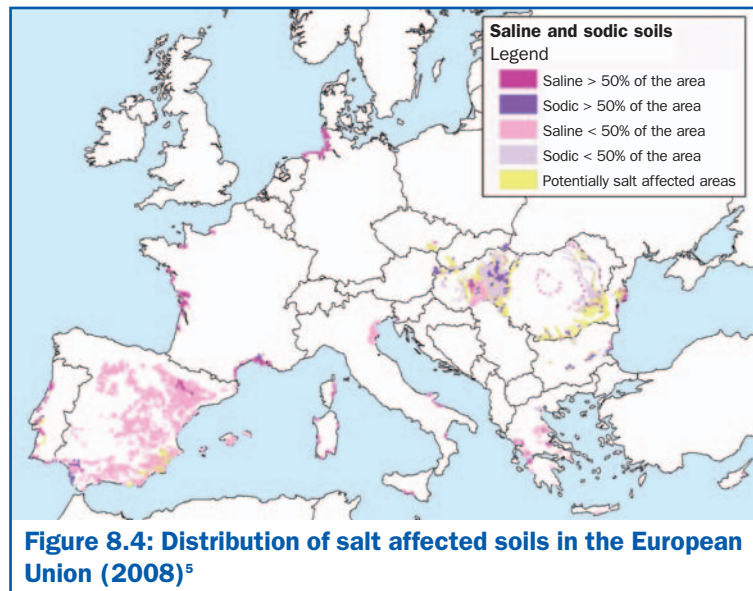 Saline and sodic soils
Legend
Saline > 50% of the area
Sodic > 50% of the area
Saline < 50% of the area
Sodic < 50% of the area
Potentially salt affected areas
Figure 8.4: Distribution of salt affected soils in the European
Union (2008)⁵